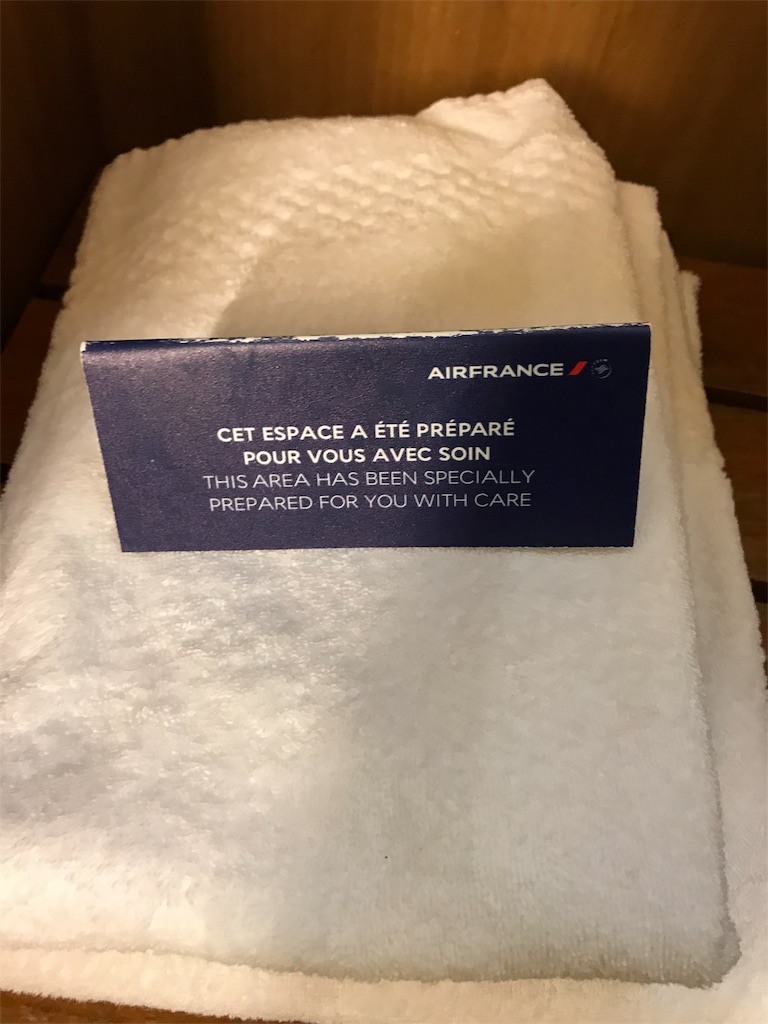 AIRFRANCE
CET ESPACE A ÉTÉ PRÉPARÉ
POUR VOUS AVEC SOIN
THIS AREA HAS BEEN SPECIALLY
PREPARED FOR YOU WITH CARE